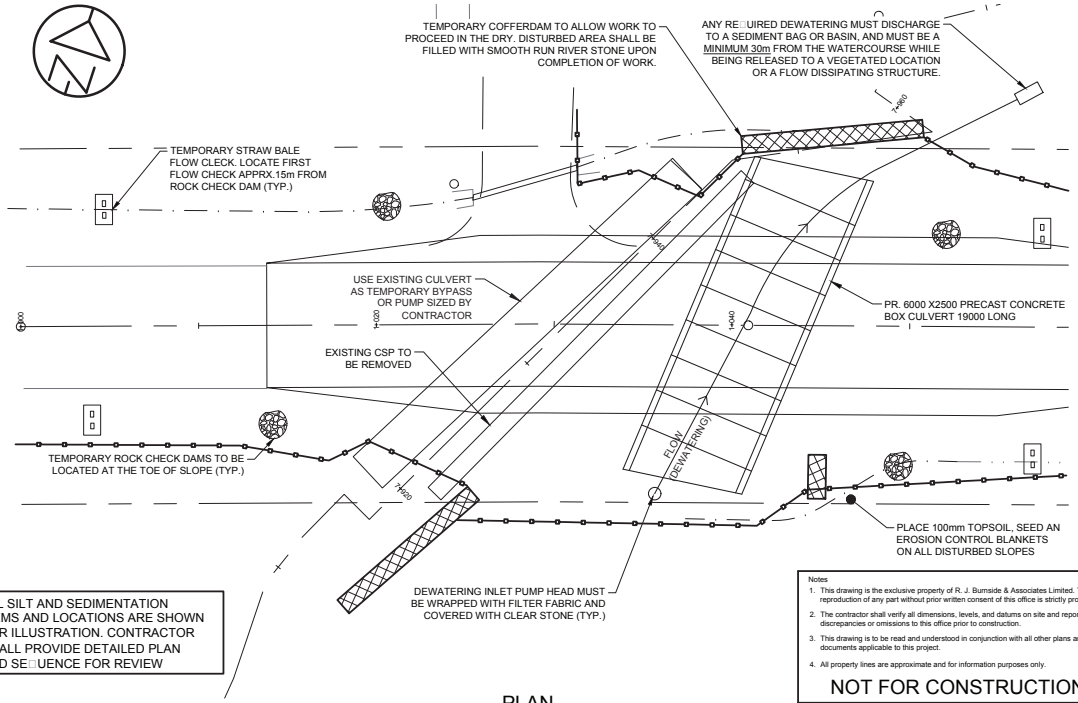 TEMPORARY COFFERDAM TO ALLOW WORK TO
PROCEED IN THE DRY. DISTURBED AREA SHALL BE
FILLED WITH SMOOTH RUN RIVER STONE UPON
COMPLETION OF WORK.
ANY RE□UIRED DEWATERING MUST DISCHARGE
TO A SEDIMENT BAG OR BASIN, AND MUST BE A
MINIMUM 30m FROM THE WATERCOURSE WHILE
BEING RELEASED TO A VEGETATED LOCATION
OR A FLOW DISSIPATING STRUCTURE.
7+960
TEMPORARY STRAW BALE
FLOW CLECK. LOCATE FIRST
FLOW CHECK APPRX.15m FROM
ROCK CHECK DAM (TYP.)
7+940
USE EXISTING CULVERT
AS TEMPORARY BYPASS
OR PUMP SIZED BY
CONTRACTOR
1+020
1+040
PR. 6000 X2500 PRECAST CONCRETE
BOX CULVERT 19000 LONG
EXISTING CSP TO
BE REMOVED
FLOW
(DEWATERING)
TEMPORARY ROCK CHECK DAMS TO BE
LOCATED AT THE TOE OF SLOPE (TYP.)
7+920
PLACE 100mm TOPSOIL, SEED AN
EROSION CONTROL BLANKETS
ON ALL DISTURBED SLOPES
DEWATERING INLET PUMP HEAD MUST
BE WRAPPED WITH FILTER FABRIC AND
COVERED WITH CLEAR STONE (TYP.)
SILT AND SEDIMENTATION
MS AND LOCATIONS ARE SHOWN
R ILLUSTRATION. CONTRACTOR
ALL PROVIDE DETAILED PLAN
D SE□UENCE FOR REVIEW
Notes
1. This drawing is the exclusive property of R. J. Burnside & Associates Limited.
reproduction of any part without prior written consent of this office is strictly pro
2. The contractor shall verify all dimensions, levels, and datums on site and repor
discrepancies or omissions to this office prior to construction.
3. This drawing is to be read and understood in conjunction with all other plans a
documents applicable to this project.
4. All property lines are approximate and for information purposes only.
NOT FOR CONSTRUCTION
PLAN